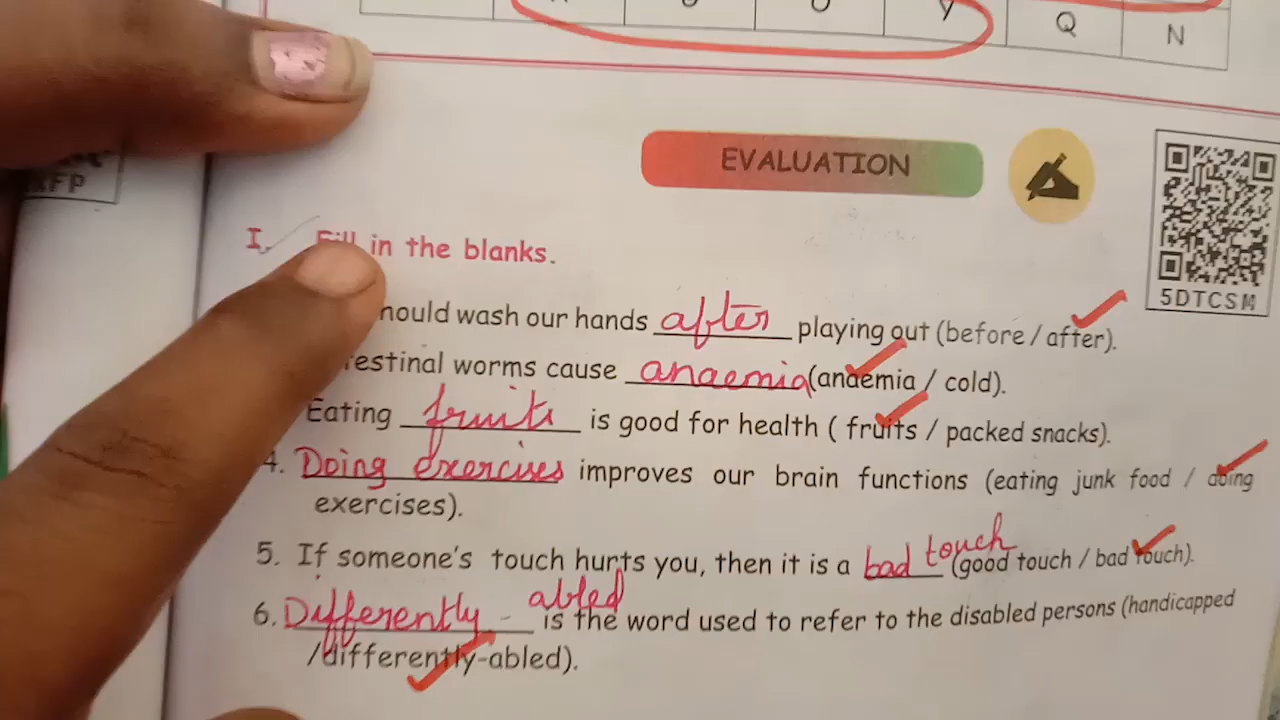 Y Q N
FP
EVALUATION
I. Fill in the blanks.
hould wash our hands after playing out (before / after).
estinal worms cause anaemia (anaemia / cold).
Eating fruits is good for health ( fruits / packed snacks).
4. Doing exercises improves our brain functions (eating junk food / doing
exercises).
5. If someone's touch hurts you, then it is a bad touch (good touch / bad touch).
6. Differently - abled is the word used to refer to the disabled persons (handicapped
/differently-abled).
5DTCSM